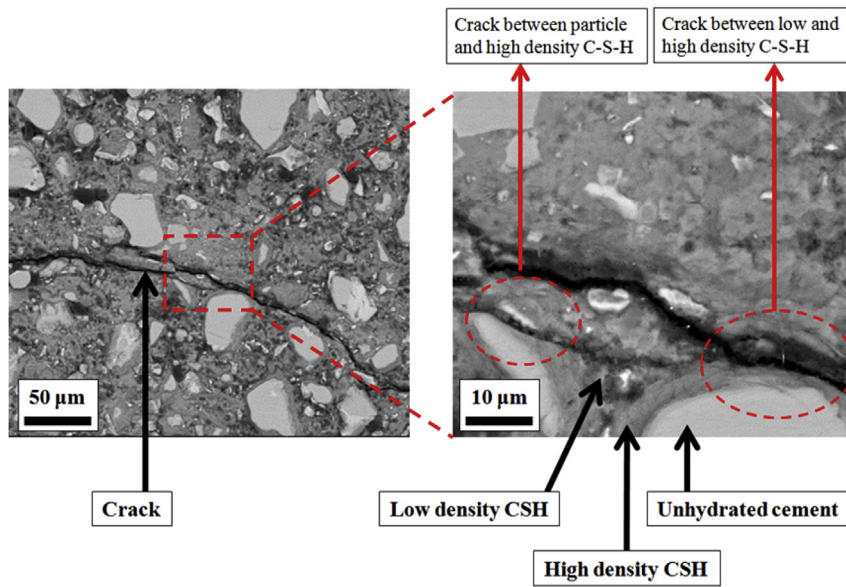 Crack between particle
and high density C-S-H
Crack between low and
high density C-S-H
50 µm
10 µm
Crack
Low density CSH
High density CSH
Unhydrated cement